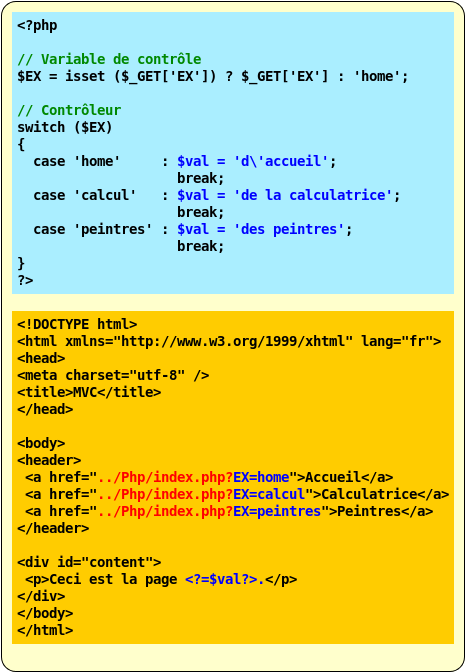 <?php

// Variable de contrôle
$EX = isset ($_GET['EX']) ? $_GET['EX'] : 'home';

// Contrôleur
switch ($EX)
{
  case 'home'     : $val = 'd\'accueil';
                    break;
  case 'calcul'   : $val = 'de la calculatrice';
                    break;
  case 'peintres' : $val = 'des peintres';
                    break;
}
?>

<!DOCTYPE html>
<html xmlns="http://www.w3.org/1999/xhtml" lang="fr">
<head>
<meta charset="utf-8" />
<title>MVC</title>
</head>

<body>
<header>
 <a href="../Php/index.php?EX=home">Accueil</a>
 <a href="../Php/index.php?EX=calcul">Calculatrice</a>
 <a href="../Php/index.php?EX=peintres">Peintres</a>
</header>

<div id="content">
 <p>Ceci est la page <?=$val?>.</p>
</div>
</body>
</html>